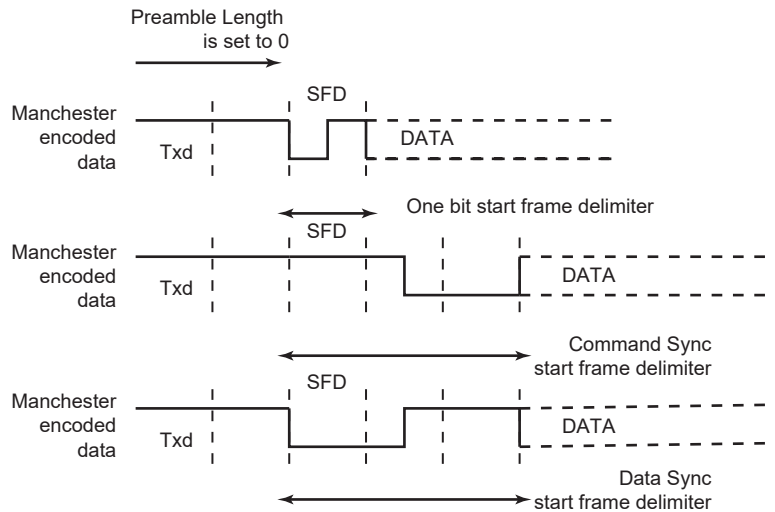 Preamble Length
is set to 0
SFD
Manchester
encoded
data
Txd
DATA
One bit start frame delimiter
SFD
Manchester
encoded
data
Txd
DATA
Command Sync
start frame delimiter
SFD
Manchester
encoded
data
Txd
DATA
Data Sync
start frame delimiter